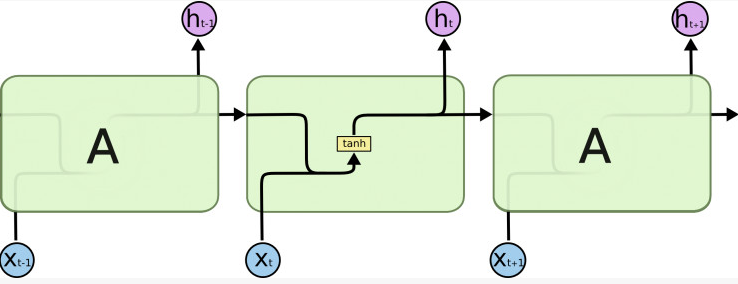 h t-1
h t
h t+1
A
tanh
A
x t-1
x t
x t+1